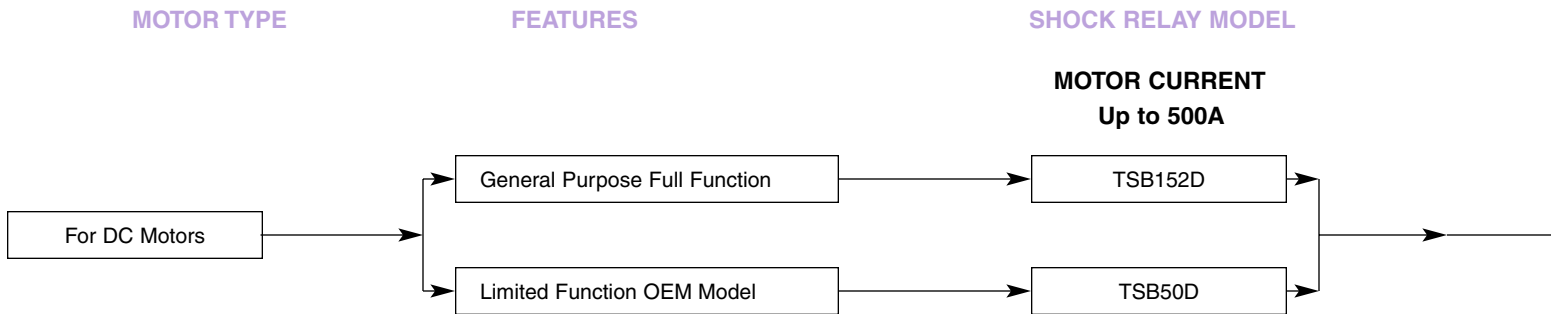 MOTOR TYPE
FEATURES
SHOCK RELAY MODEL
MOTOR CURRENT
Up to 500A
General Purpose Full Function
TSB152D
For DC Motors
Limited Function OEM Model
TSB50D